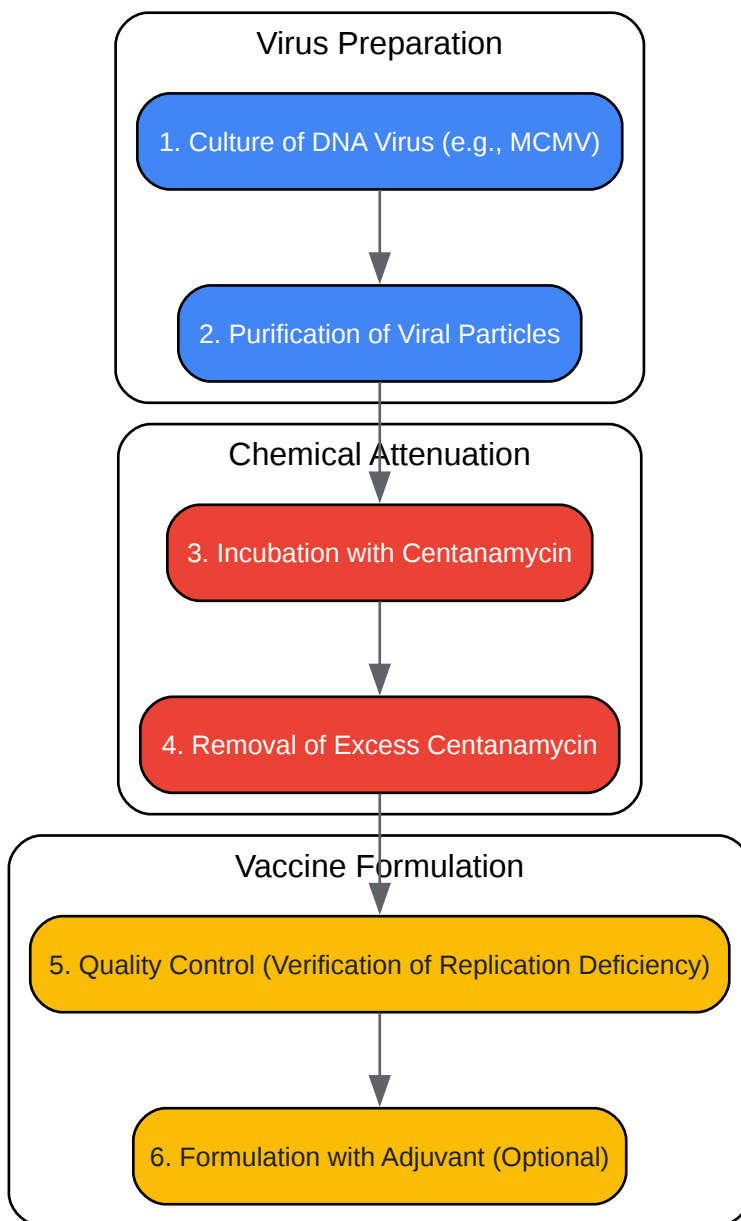 Virus Preparation
1. Culture of DNA Virus (e.g., MCMV)
2. Purification of Viral Particles
Chemical Attenuation
3. Incubation with Centanamycin
4. Removal of Excess Centanamycin
Vaccine Formulation
5. Quality Control (Verification of Replication Deficiency)
6. Formulation with Adjuvant (Optional)